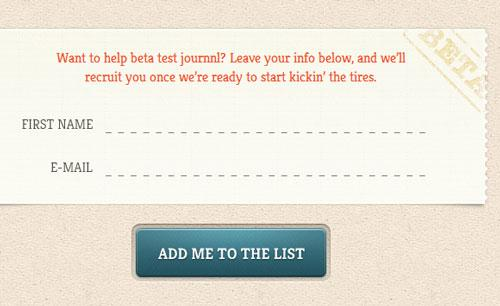 Want to help beta test journnl? Leave your info below, and we'll
recruit you once we're ready to start kickin' the tires.
BETA
FIRST NAME
E-MAIL
ADD ME TO THE LIST